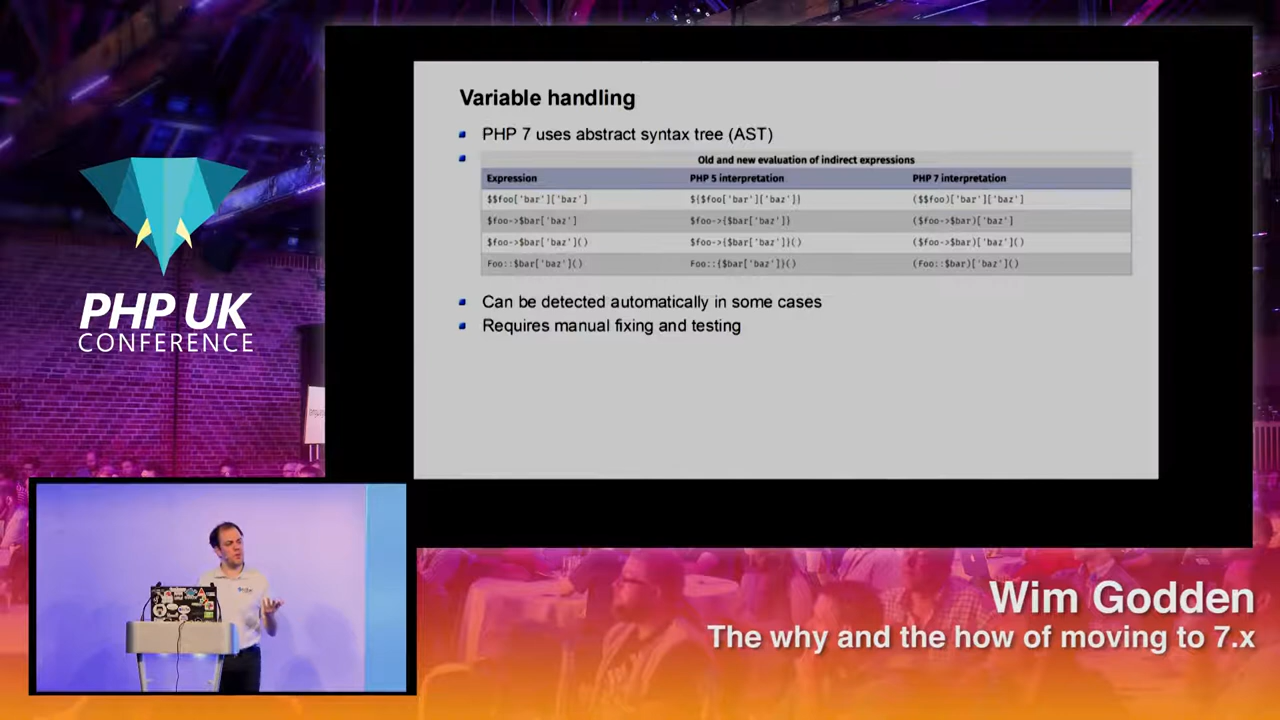 Variable handling
PHP 7 uses abstract syntax tree (AST)
Old and new evaluation of indirect expressions
Expression PHP 5 interpretation PHP 7 interpretation
$$foo['bar']['baz'] ${$foo['bar']['baz']} ($$foo)['bar']['baz']
$foo->$bar['baz'] $foo->{$bar['baz']} ($foo->$bar)['baz']
$foo->$bar['baz']() $foo->{$bar['baz']}() ($foo->$bar)['baz']()
Foo::$bar['baz']() Foo::{$bar['baz']}() (Foo::$bar)['baz']()
Can be detected automatically in some cases
Requires manual fixing and testing
PHP UK
CONFERENCE
Wim Godden
The why and the how of moving to 7.x